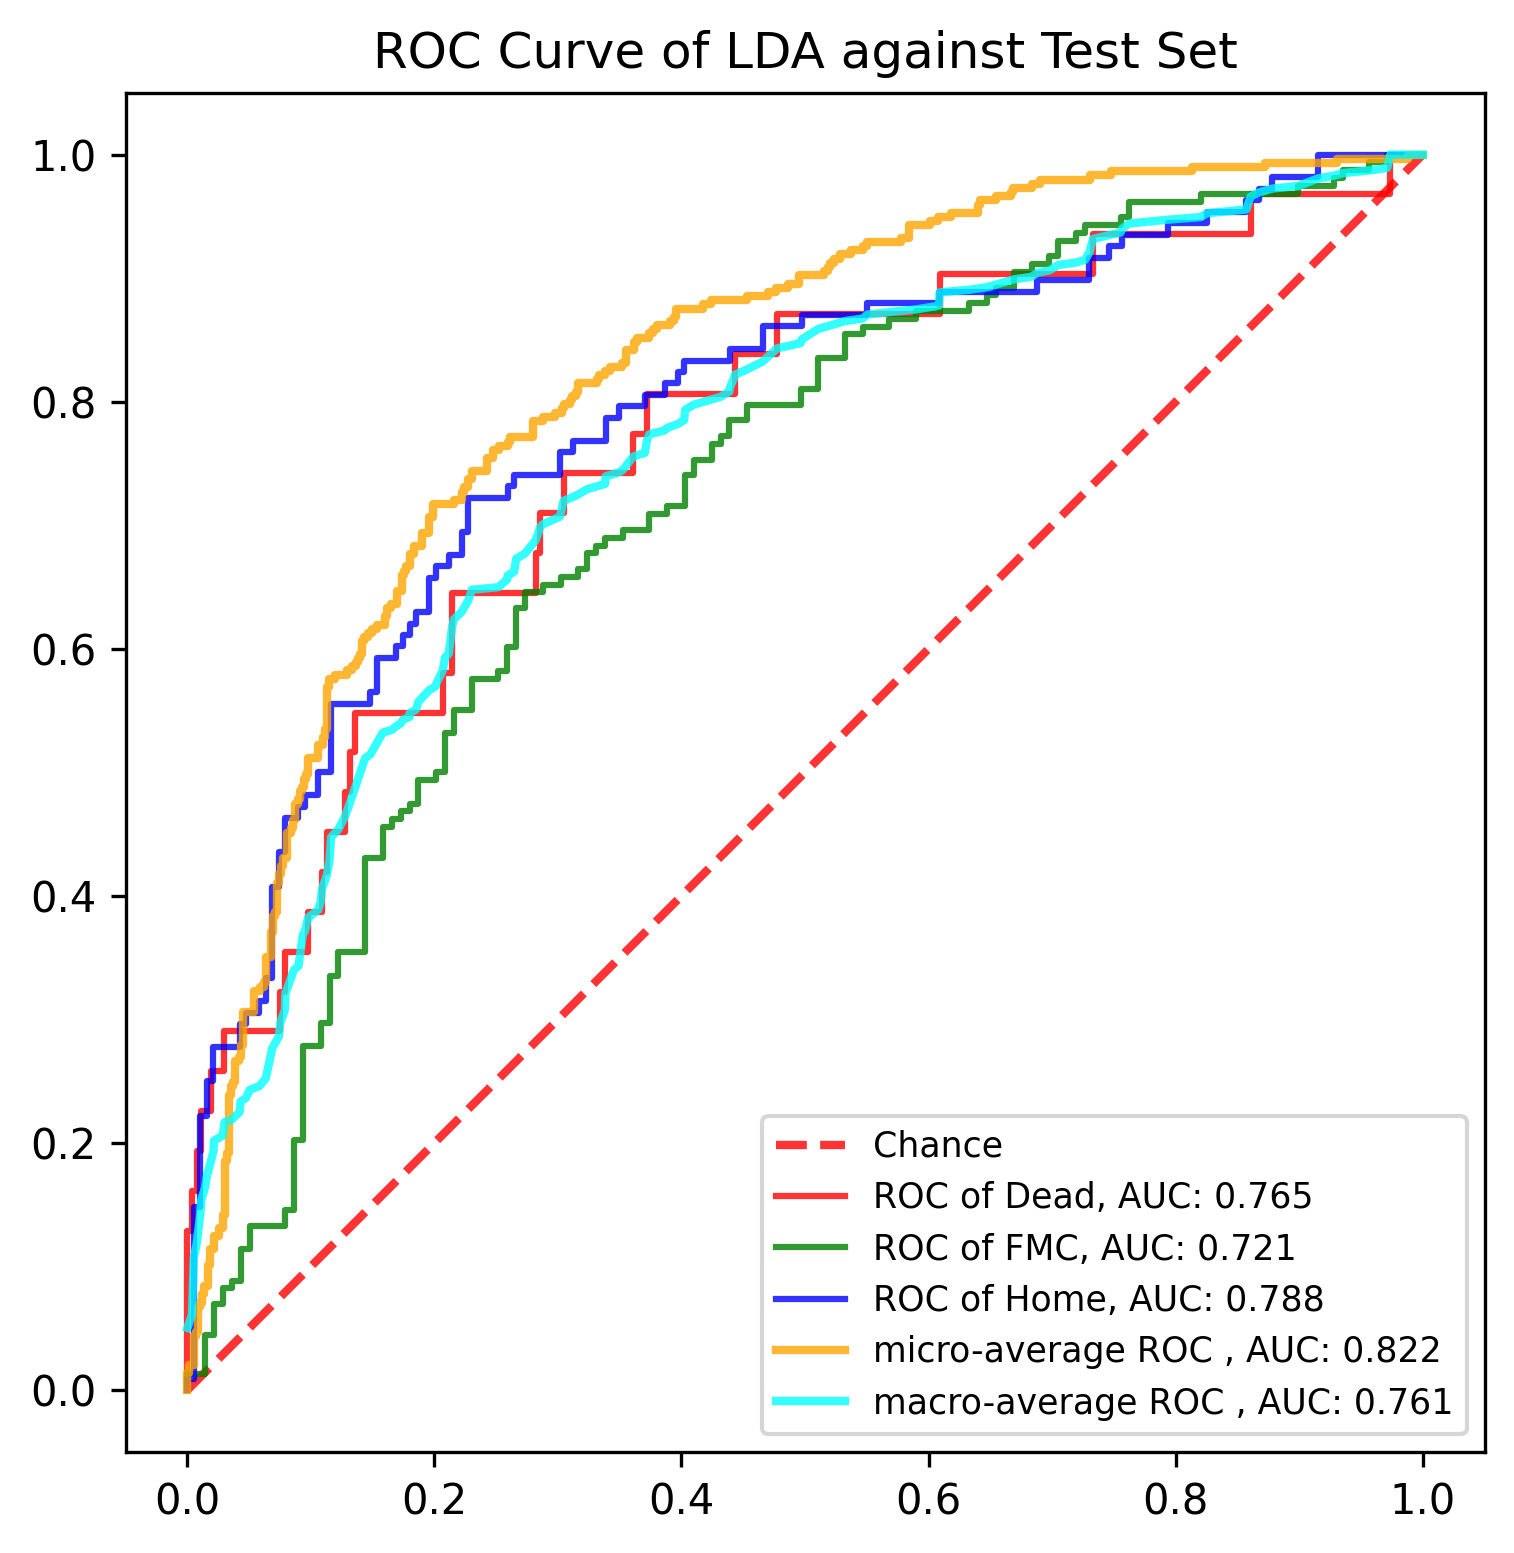 ROC Curve of LDA against Test Set
1.0
0.8
0.6
0.4
0.2
0.0
Chance
ROC of Dead, AUC: 0.765
ROC of FMC, AUC: 0.721
ROC of Home, AUC: 0.788
micro-average ROC , AUC: 0.822
macro-average ROC , AUC: 0.761
0.0 0.2 0.4 0.6 0.8 1.0